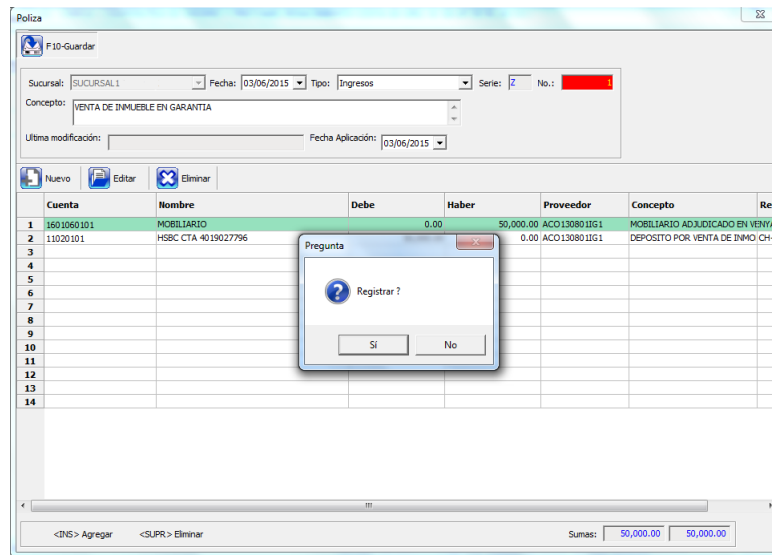 Poliza
F10-Guardar
Sucursal: SUCURSAL1 Fecha: 03/06/2015 Tipo: Ingresos Serie: Z No.: 1
Concepto: VENTA DE INMUEBLE EN GARANTIA
Ultima modificación: Fecha Aplicación: 03/06/2015
Nuevo Editar Eliminar
Cuenta Nombre Debe Haber Proveedor Concepto Re
1 1601060101 MOBILIARIO 0.00 50,000.00 ACO130801IG1 MOBILIARIO ADJUDICADO EN VENYA
2 11020101 HSBC CTA 4019027796 0.00 ACO130801IG1 DEPOSITO POR VENTA DE INMO CH-
3
4
5
6
7
8
9
10
11
12
13
14
Pregunta
Registrar ?
Sí No
<INS> Agregar <SUPR> Eliminar Sumas: 50,000.00 50,000.00